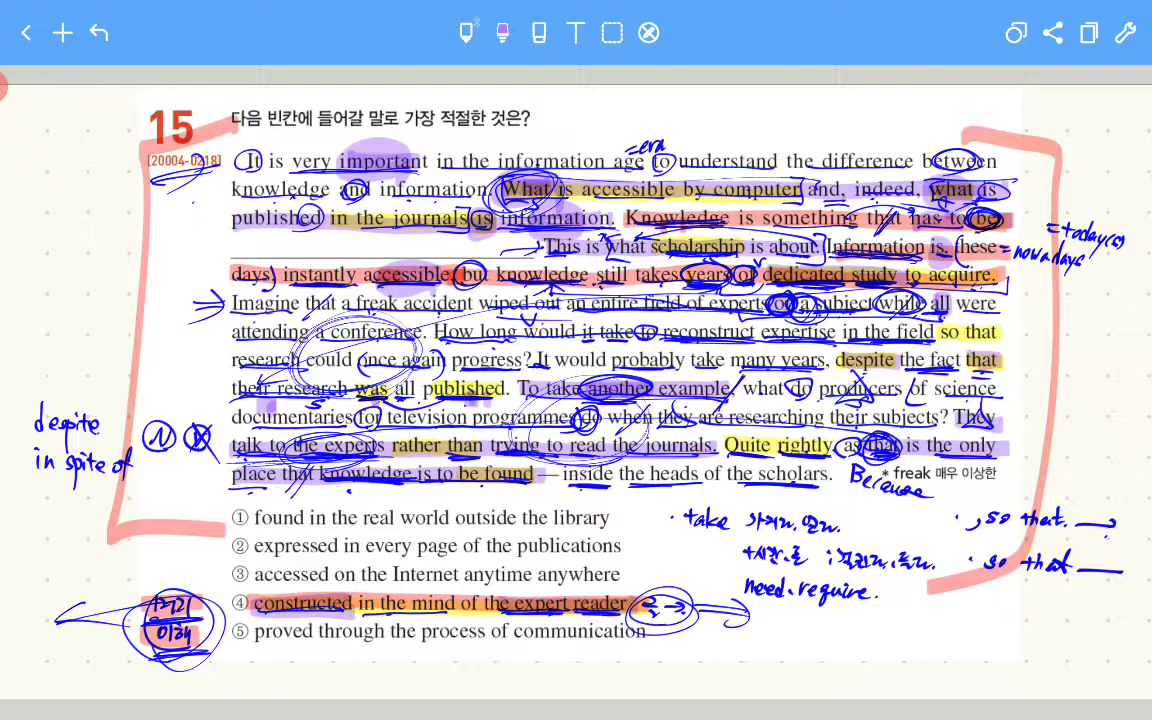 15
[20004-0218]
다음 빈칸에 들어갈 말로 가장 적절한 것은?
=era
It is very important in the information age to understand the difference between
knowledge and information. What is accessible by computer and, indeed, what is
published in the journals is information. Knowledge is something that has to be
____________________. This is what scholarship is about. Information is, these
days, instantly accessible, but knowledge still takes years of dedicated study to acquire.
=today(s)
=nowadays
Imagine that a freak accident wiped out an entire field of experts on a subject while all were
attending a conference. How long would it take to reconstruct expertise in the field so that
research could once again progress? It would probably take many years, despite the fact that
their research was all published. To take another example, what do producers of science
documentaries for television programmes do when they are researching their subjects? They
talk to the experts rather than trying to read the journals. Quite rightly, as that is the only
place that knowledge is to be found — inside the heads of the scholars.
* freak 매우 이상한
Because
despite
in spite of
N
① found in the real world outside the library
② expressed in every page of the publications
③ accessed on the Internet anytime anywhere
④ constructed in the mind of the expert reader
⑤ proved through the process of communication
· take
need. require.
· , so that
· so that